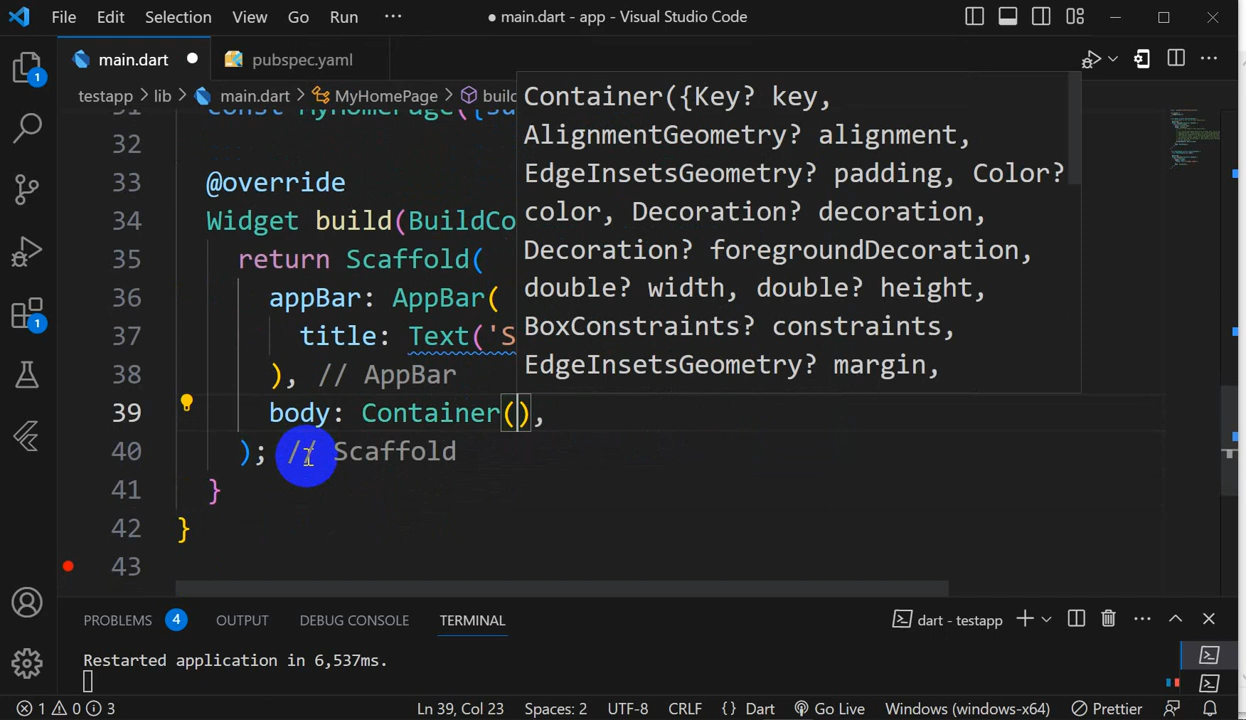 File Edit Selection View Go Run ··· ● main.dart - app - Visual Studio Code
main.dart ● pubspec.yaml
testapp > lib > main.dart > MyHomePage > build
1
1
32
33 @override
34 Widget build(BuildCo
35 return Scaffold(
36 appBar: AppBar(
37 title: Text('S
38 ), // AppBar
39 body: Container(),
40 ); // Scaffold
41 }
42 }
43
Container({Key? key,
AlignmentGeometry? alignment,
EdgeInsetsGeometry? padding, Color?
color, Decoration? decoration,
Decoration? foregroundDecoration,
double? width, double? height,
BoxConstraints? constraints,
EdgeInsetsGeometry? margin,
PROBLEMS 4 OUTPUT DEBUG CONSOLE TERMINAL dart - testapp
Restarted application in 6,537ms.
1 0 3 Ln 39, Col 23 Spaces: 2 UTF-8 CRLF {} Dart Go Live Windows (windows-x64) Prettier